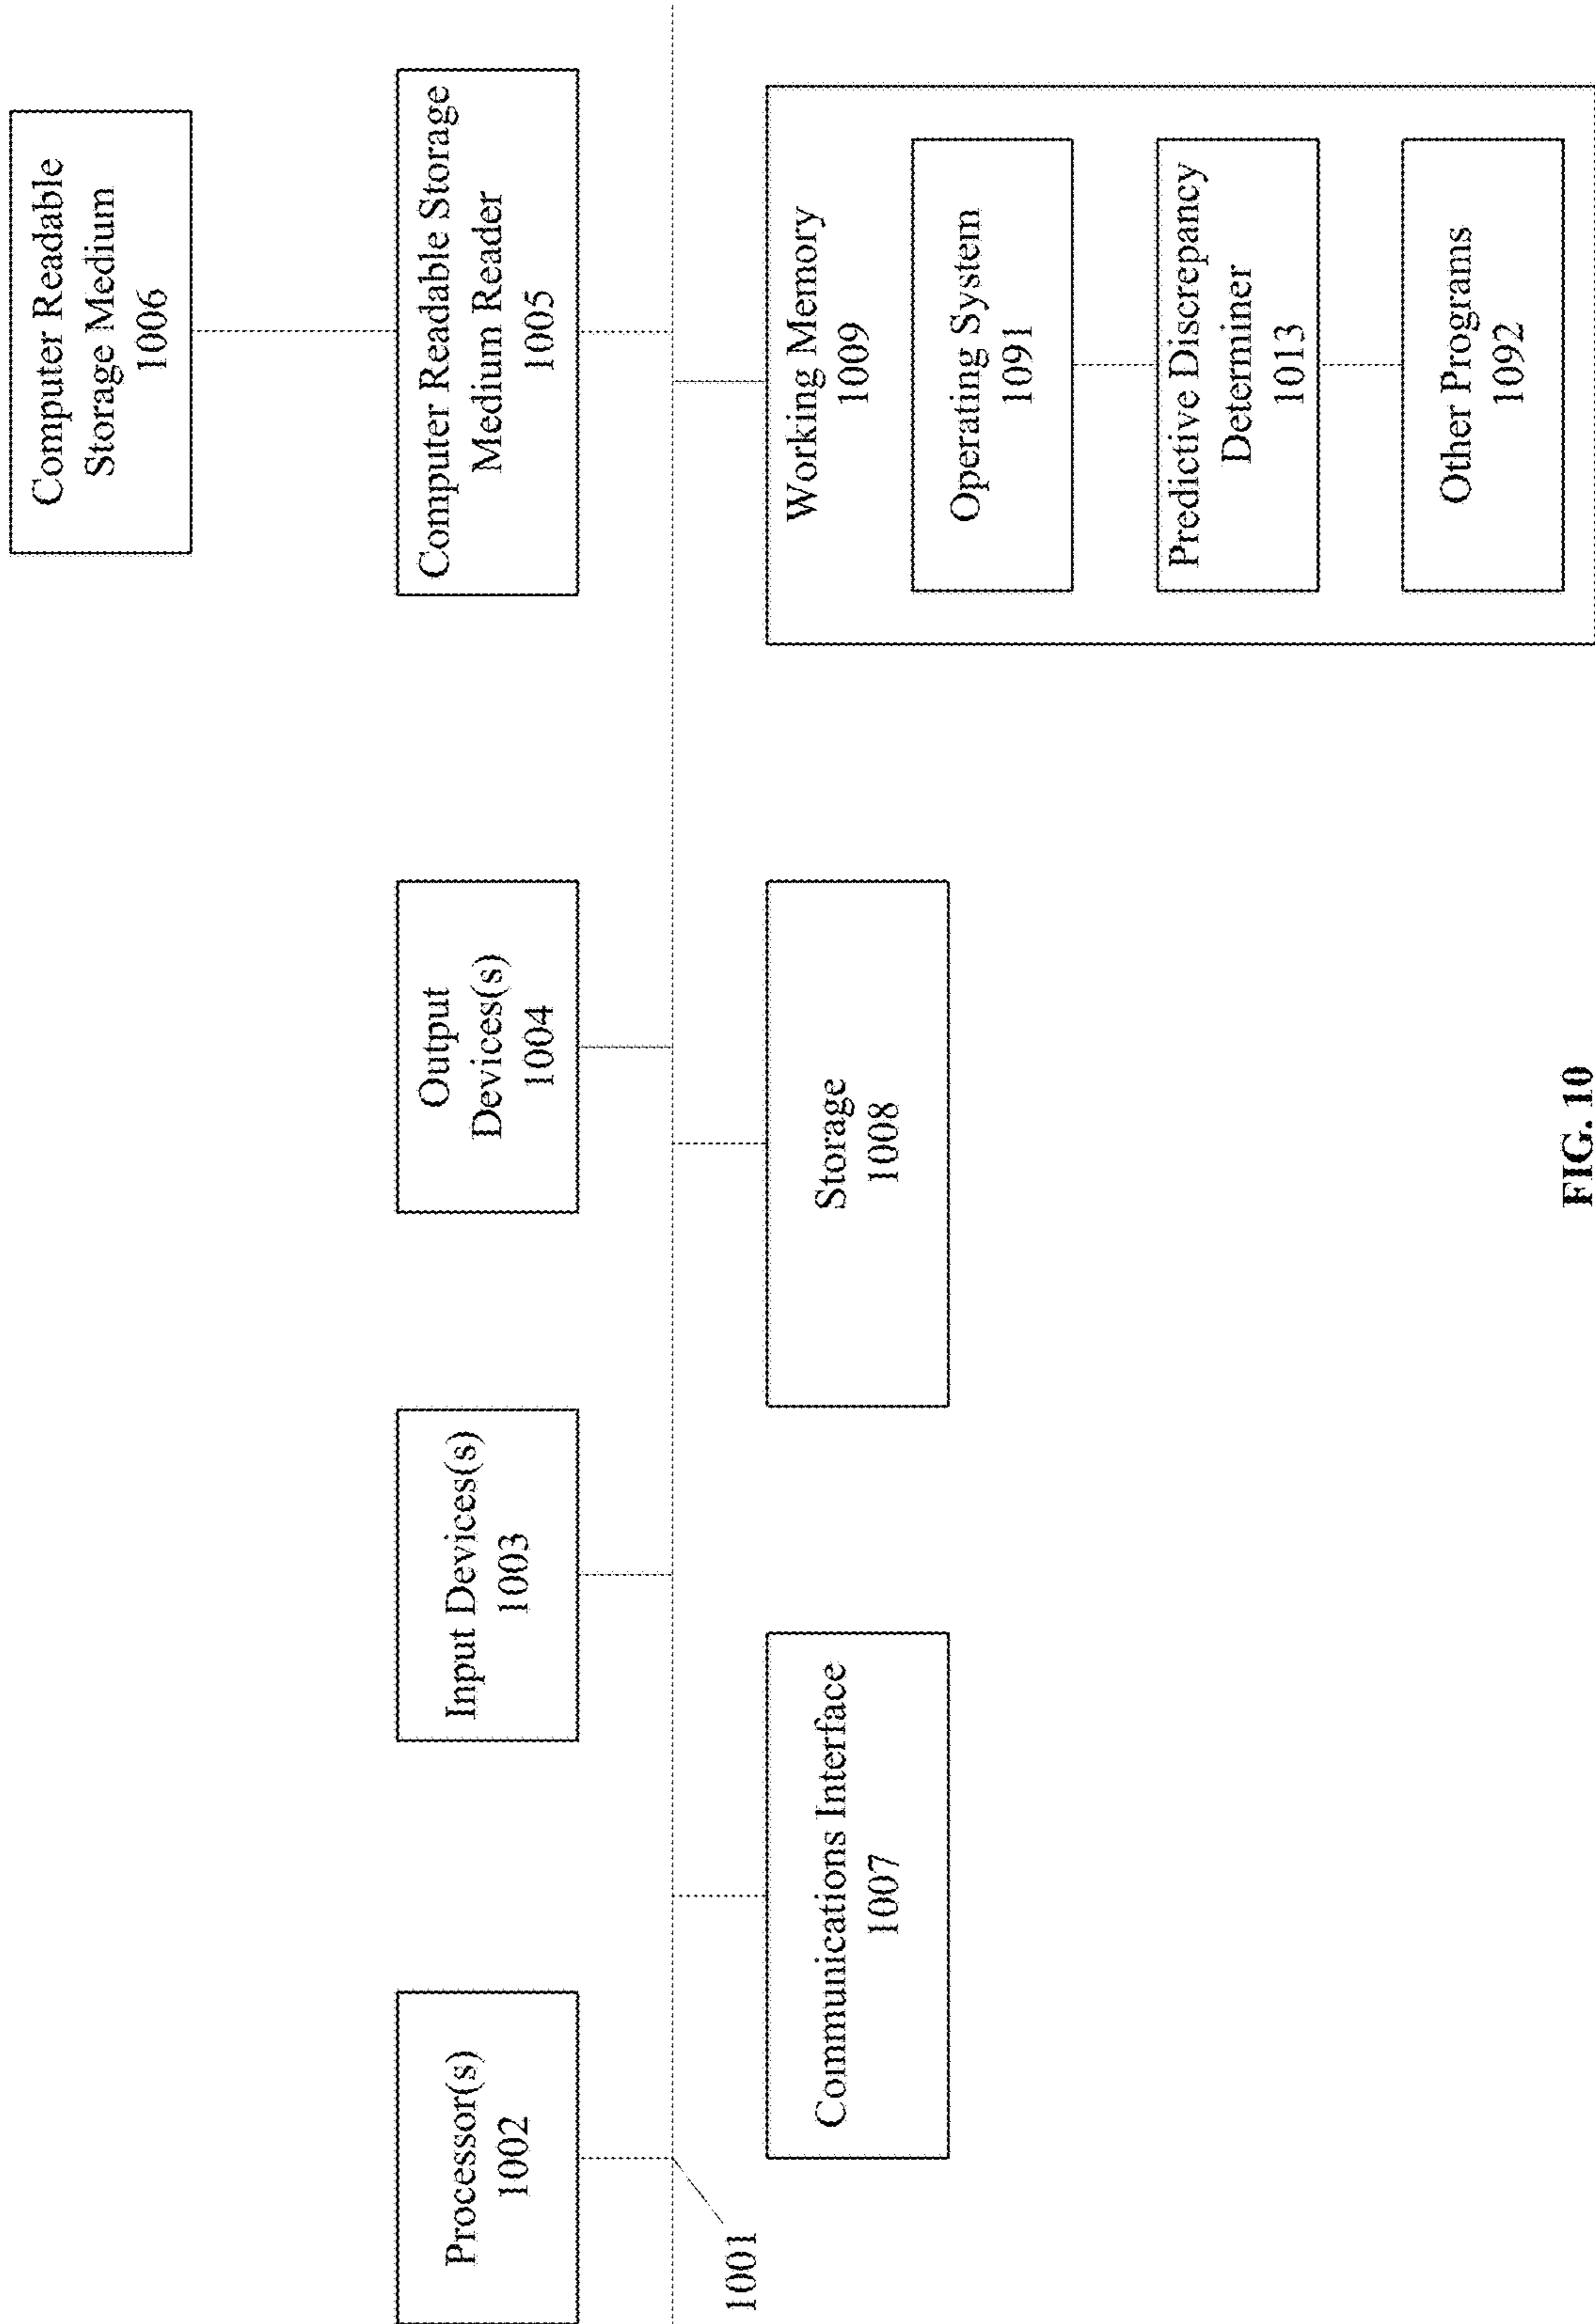 Computer Readable
Storage Medium
1006
Processor(s)
1002
Input Devices(s)
1003
Output
Devices(s)
1004
Computer Readable Storage
Medium Reader
1005
1001
Communications Interface
1007
Storage
1008
Working Memory
1009
Operating System
1091
Predictive Discrepancy
Determiner
1013
Other Programs
1092
FIG. 10